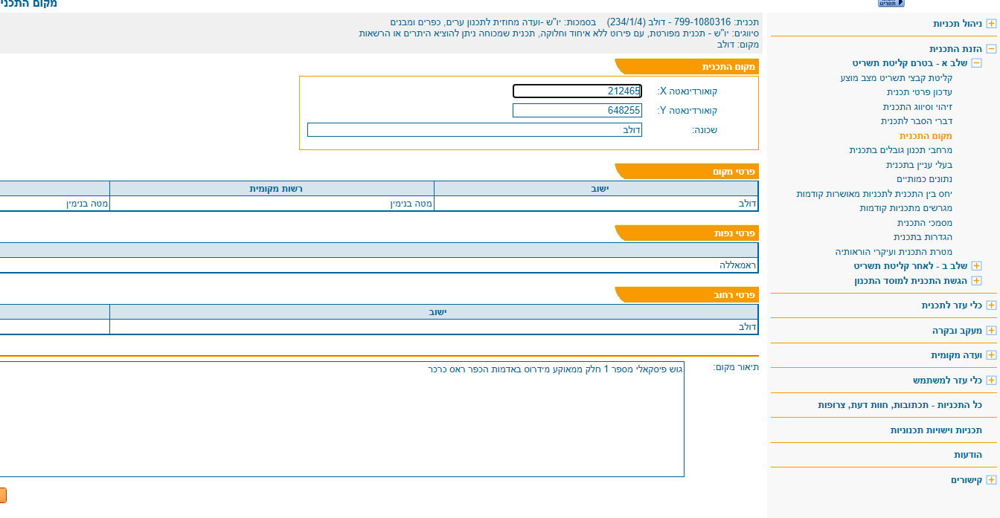 מקום התכני
תפריט
תכנית: 799-1080316 - דולב (234/1/4) בסמכות: יו"ש -ועדה מחוזית לתכנון ערים, כפרים ומבנים
סיווגים: יו"ש - תכנית מפורטת, עם פירוט ללא איחוד וחלוקה, תכנית שמכוחה ניתן להוציא היתרים או הרשאות
מקום: דולב
מקום התכנית
קואורדינאטה X: 212465
קואורדינאטה Y: 648255
שכונה: דולב
פרטי מקום
ישוב רשות מקומית
דולב מטה בנימין מטה בנימין
פרטי נפות
ראמאללה
פרטי רחוב
ישוב
דולב
תיאור מקום: גוש פיסקאלי מספר 1 חלק ממאוקע מידרוס באדמות הכפר ראס כרכר
ניהול תכניות
הזנת התכנית
שלב א - בטרם קליטת תשריט
קליטת קבצי תשריט מצב מוצע
עדכון פרטי תכנית
זיהוי וסיווג התכנית
דברי הסבר לתכנית
מקום התכנית
מרחבי תכנון גובלים בתכנית
בעלי עניין בתכנית
נתונים כמותיים
יחס בין התכנית לתכניות מאושרות קודמות
מגרשים מתכניות קודמות
מסמכי התכנית
הגדרות בתכנית
מטרת התכנית ועיקרי הוראותיה
שלב ב - לאחר קליטת תשריט
הגשת התכנית למוסד התכנון
כלי עזר לתכנית
מעקב ובקרה
ועדה מקומית
כלי עזר למשתמש
כל התכניות - תכתובות, חוות דעת, צרופות
תכניות וישויות תכנוניות
הודעות
קישורים